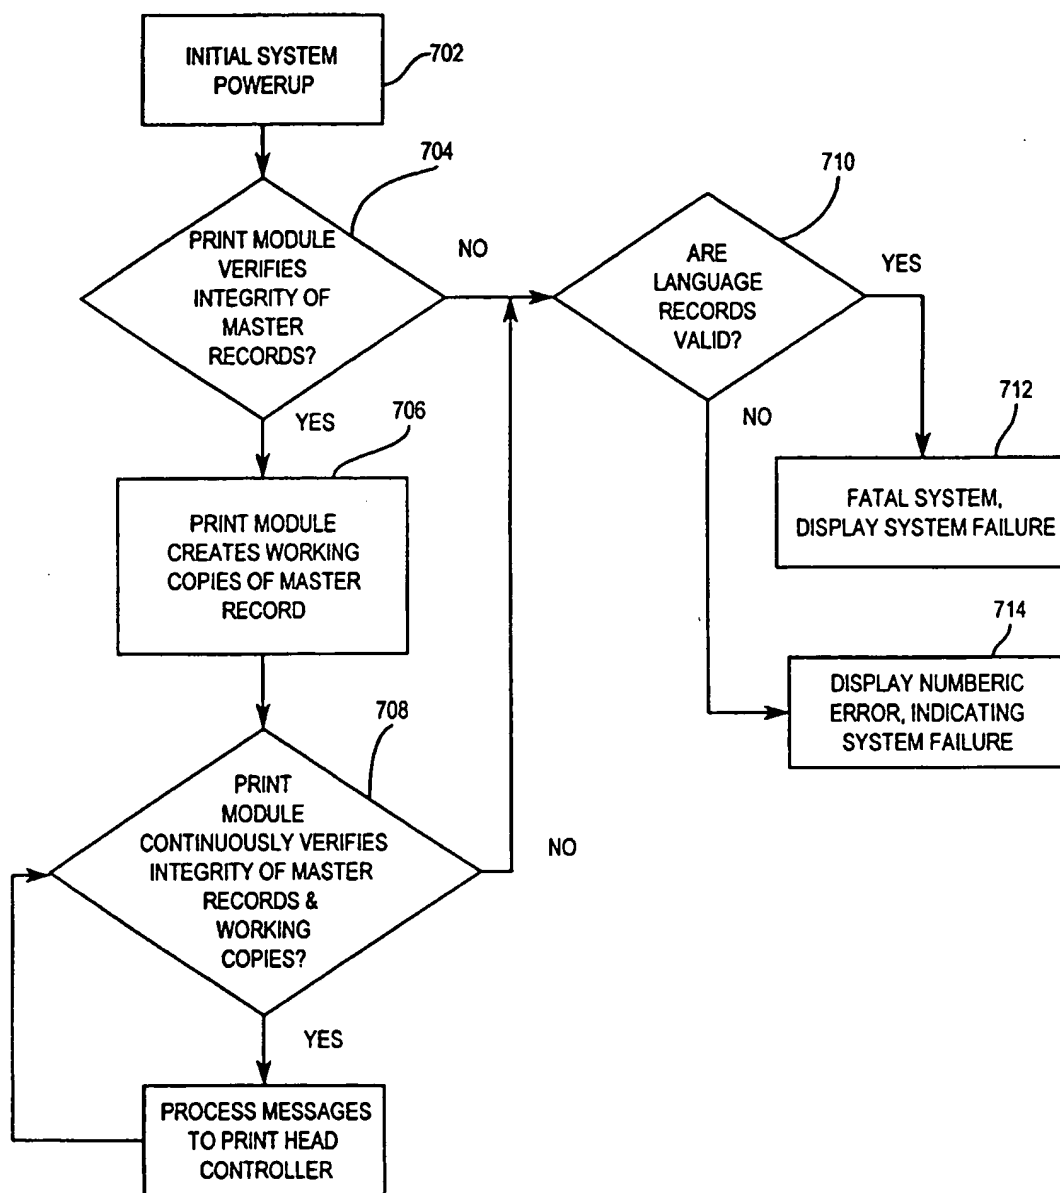 INITIAL SYSTEM
POWERUP
702
704
PRINT MODULE
VERIFIES
INTEGRITY OF
MASTER
RECORDS?
NO
YES
706
PRINT MODULE
CREATES WORKING
COPIES OF MASTER
RECORD
708
PRINT
MODULE
CONTINUOUSLY VERIFIES
INTEGRITY OF MASTER
RECORDS &
WORKING
COPIES?
NO
YES
PROCESS MESSAGES
TO PRINT HEAD
CONTROLLER
710
ARE
LANGUAGE
RECORDS
VALID?
YES
NO
712
FATAL SYSTEM,
DISPLAY SYSTEM FAILURE
714
DISPLAY NUMBERIC
ERROR, INDICATING
SYSTEM FAILURE